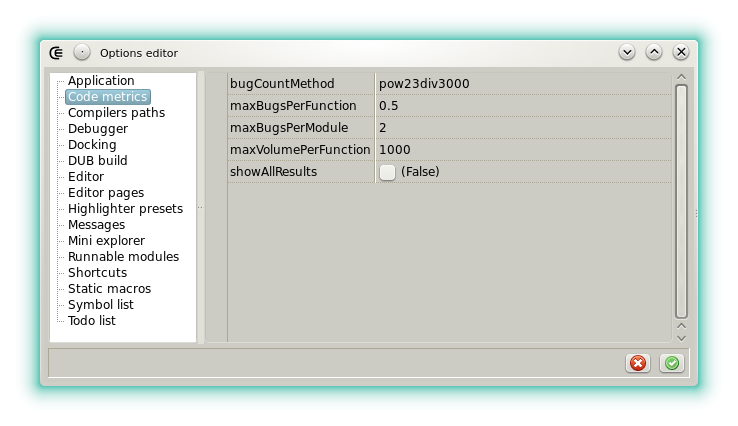 Options editor
Application
Code metrics
Compilers paths
Debugger
Docking
DUB build
Editor
Editor pages
Highlighter presets
Messages
Mini explorer
Runnable modules
Shortcuts
Static macros
Symbol list
Todo list
bugCountMethod pow23div3000
maxBugsPerFunction 0.5
maxBugsPerModule 2
maxVolumePerFunction 1000
showAllResults (False)